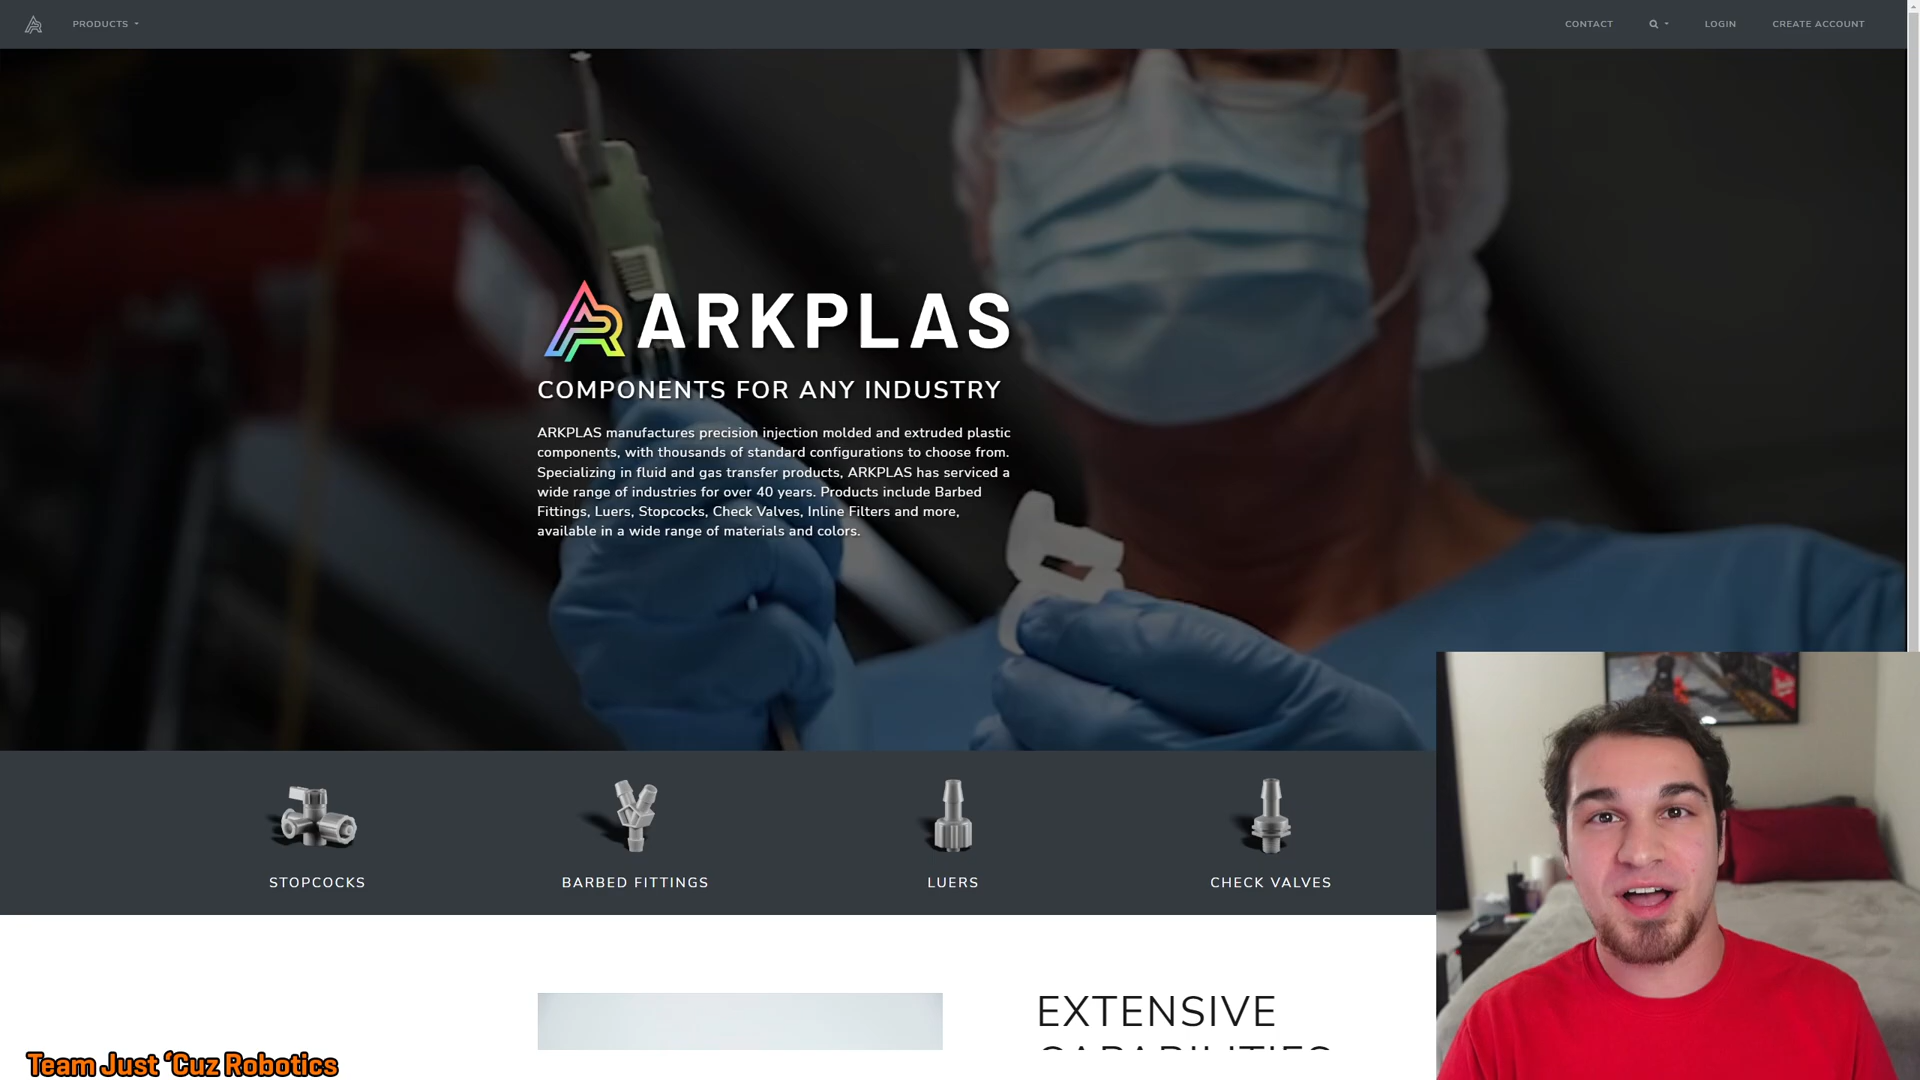 PRODUCTS
CONTACT
LOGIN
CREATE ACCOUNT
ARKPLAS
COMPONENTS FOR ANY INDUSTRY
ARKPLAS manufactures precision injection molded and extruded plastic
components, with thousands of standard configurations to choose from.
Specializing in fluid and gas transfer products, ARKPLAS has serviced a
wide range of industries for over 40 years. Products include Barbed
Fittings, Luers, Stopcocks, Check Valves, Inline Filters and more,
available in a wide range of materials and colors.
STOPCOCKS
BARBED FITTINGS
LUERS
CHECK VALVES
EXTENSIVE
CAPABILITIES
Team Just ‘Cuz Robotics